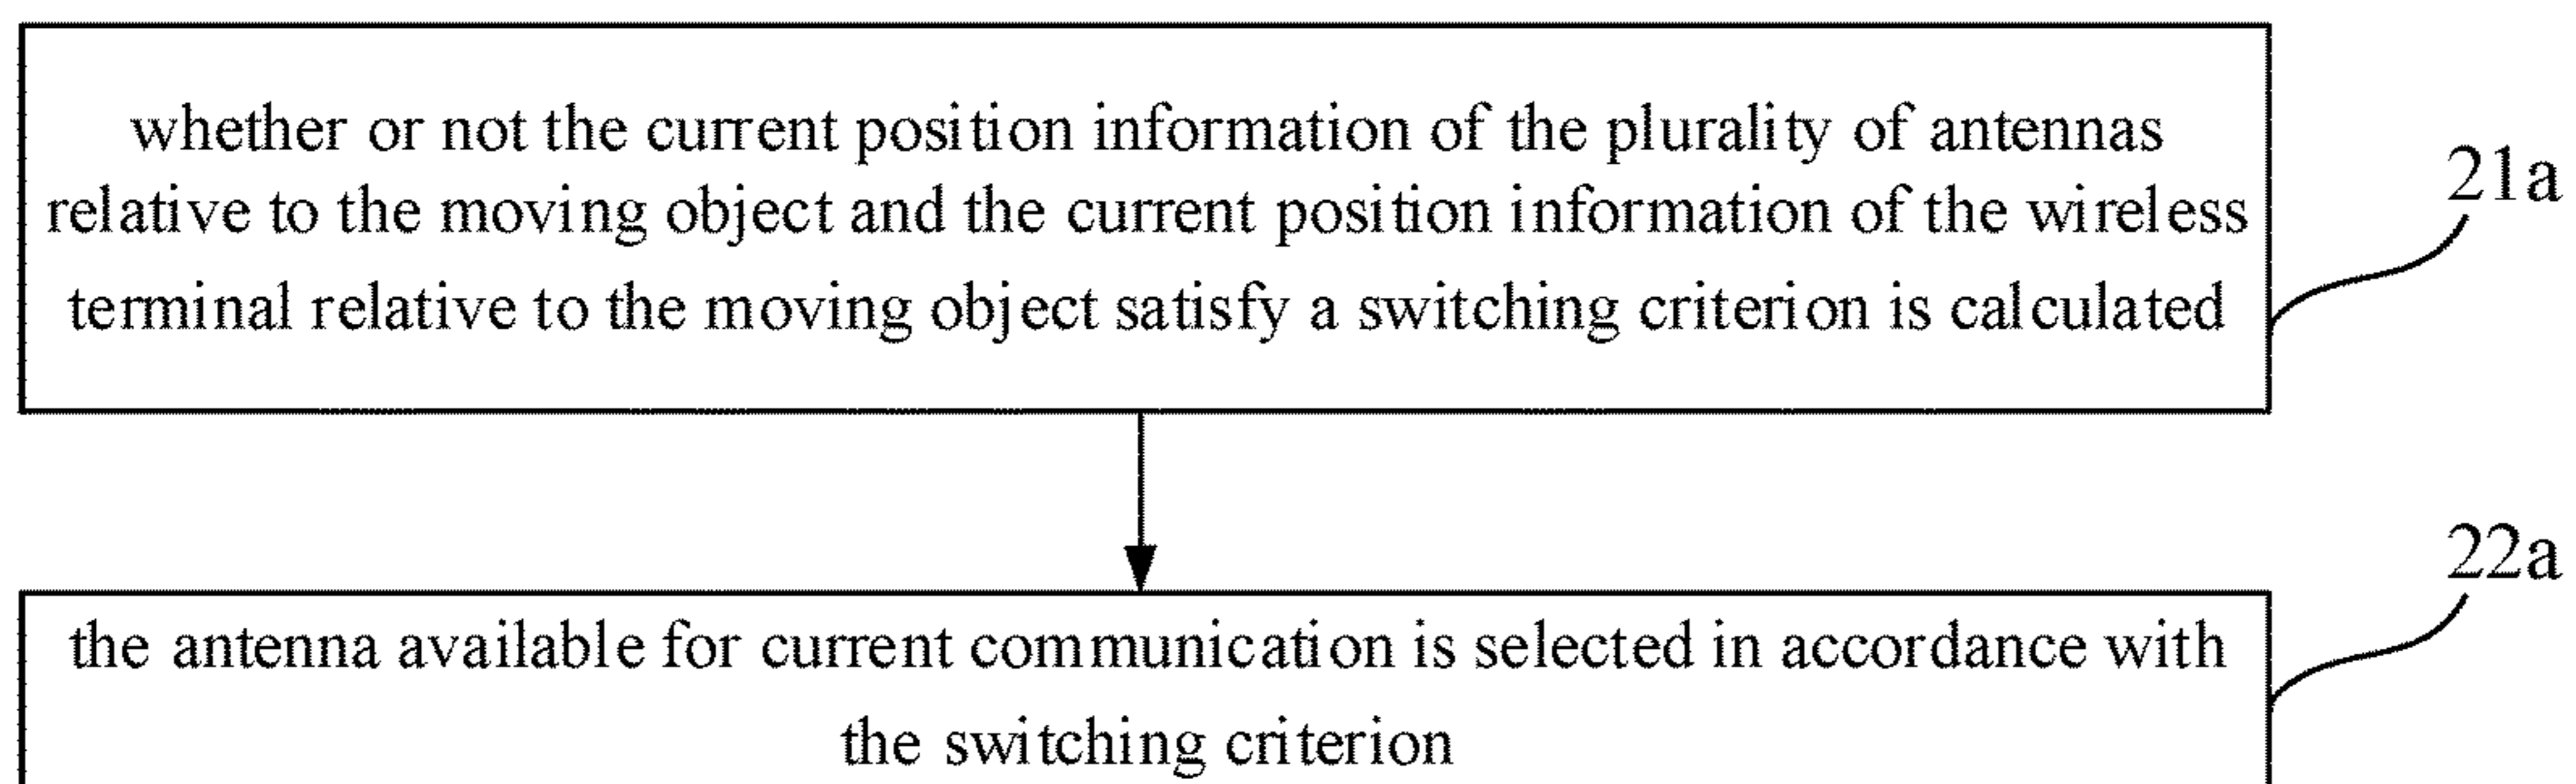 whether or not the current position information of the plurality of antennas
relative to the moving object and the current position information of the wireless
terminal relative to the moving object satisfy a switching criterion is calculated
21a
22a
the antenna available for current communication is selected in accordance with
the switching criterion